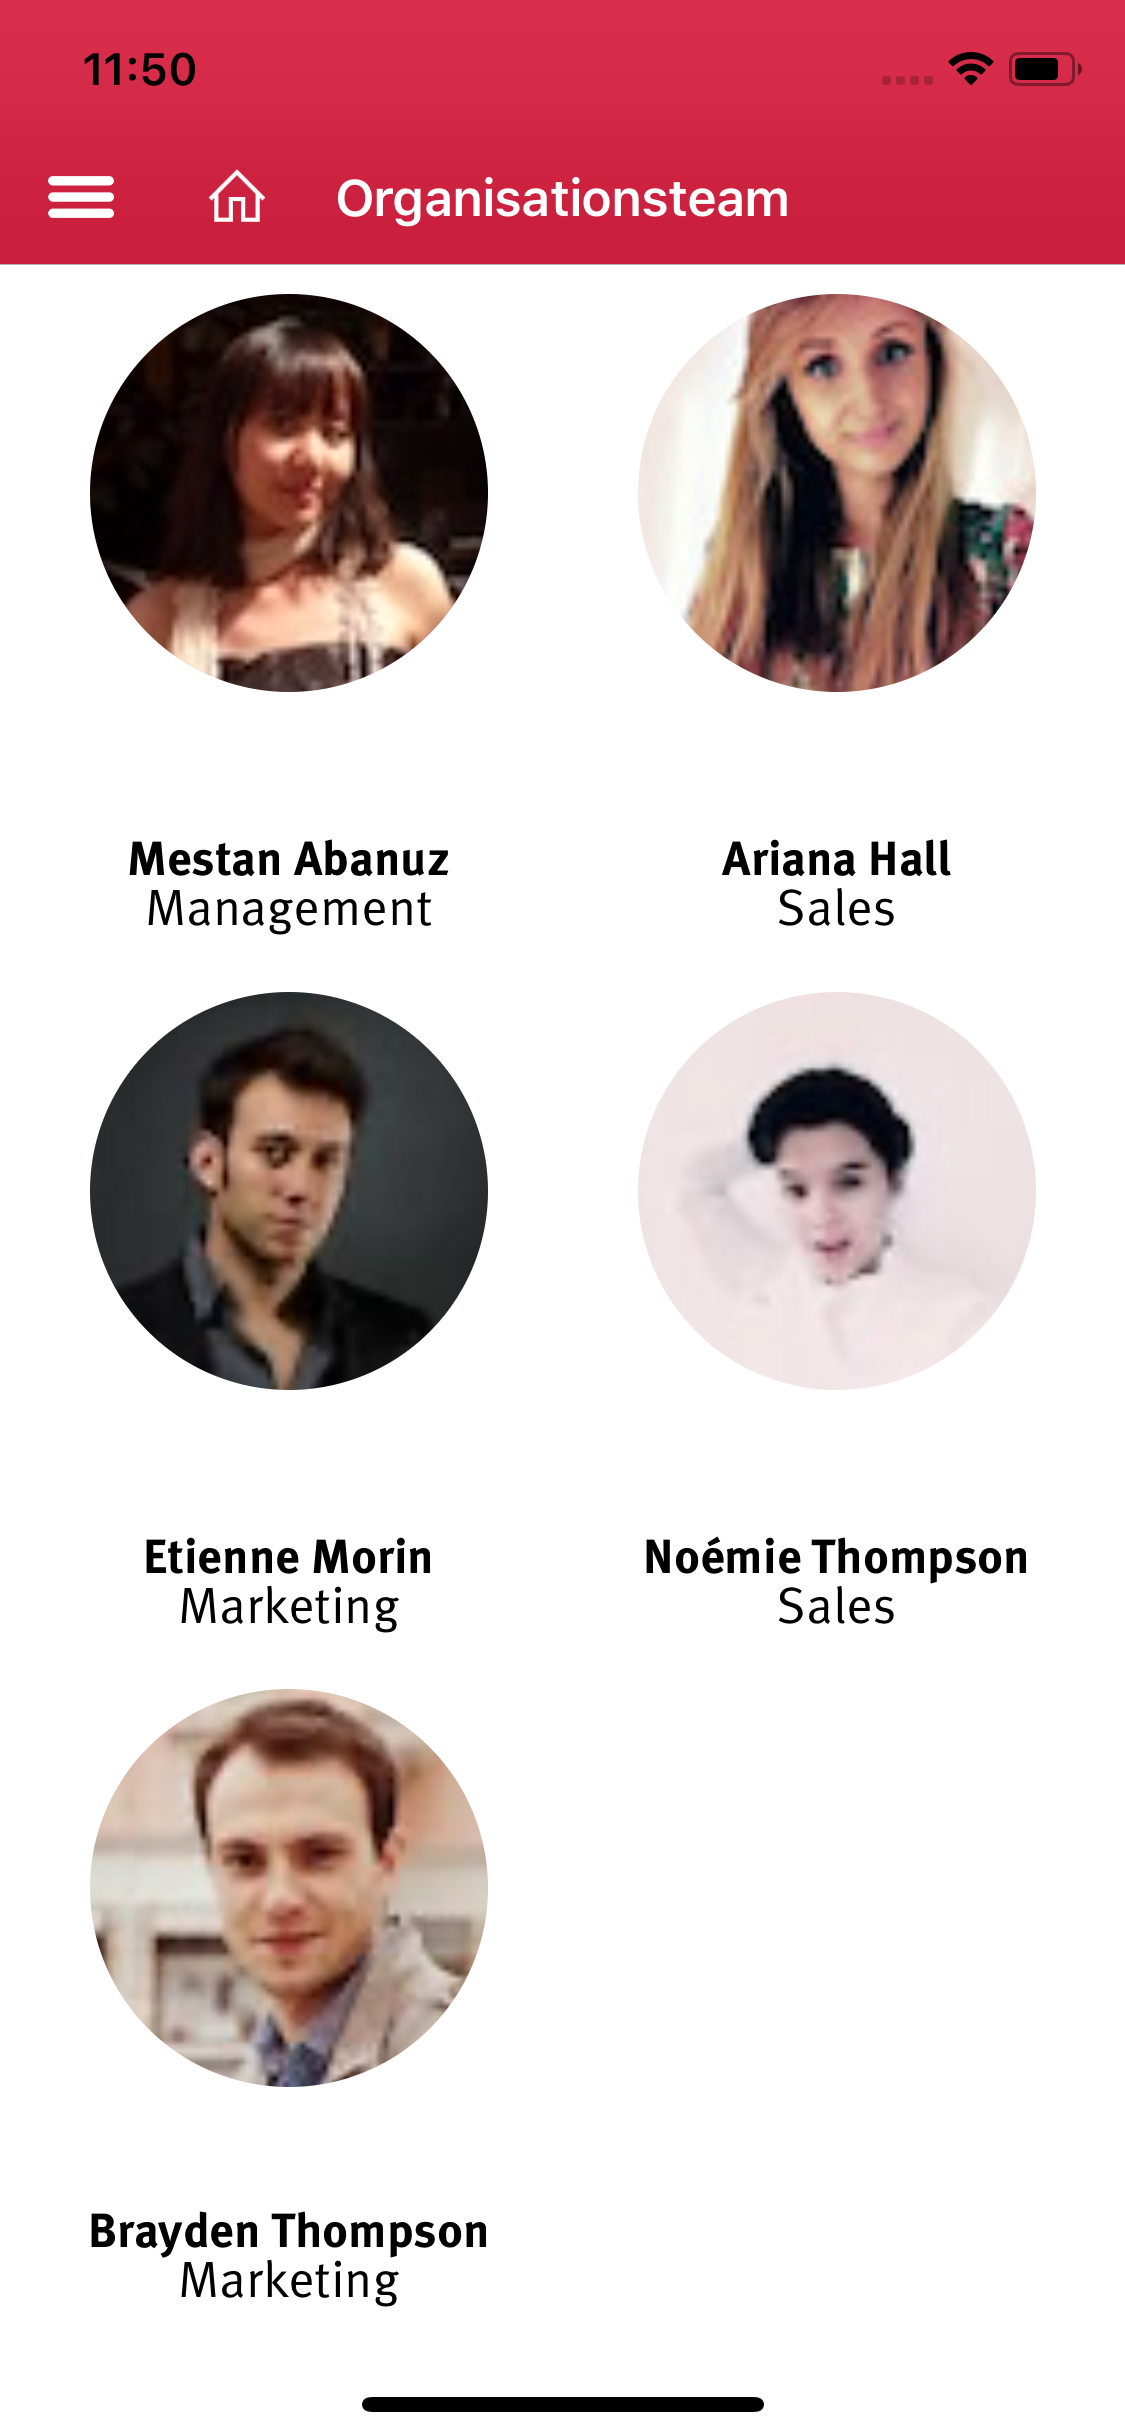 11:50
Organisationsteam
Mestan Abanuz
Management
Ariana Hall
Sales
Etienne Morin
Marketing
Noémie Thompson
Sales
Brayden Thompson
Marketing